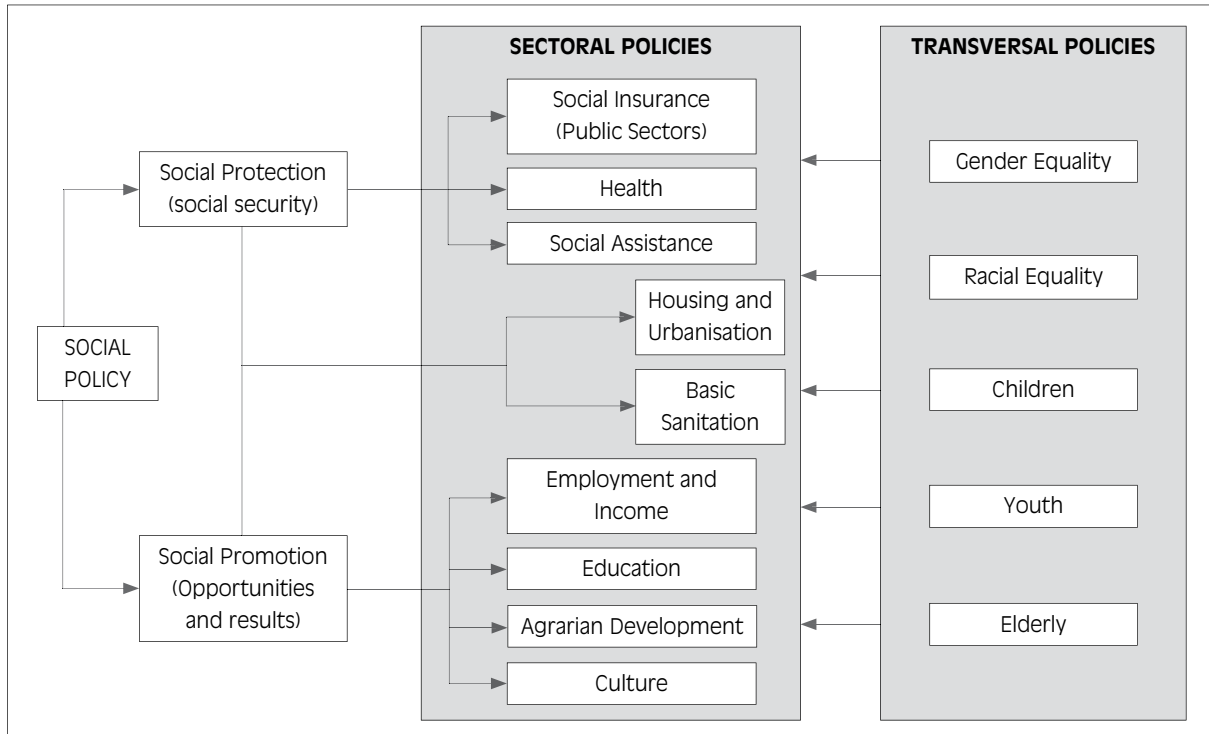 SOCIAL
POLICY
Social Protection
(social security)
Social Promotion
(Opportunities
and results)
SECTORAL POLICIES
Social Insurance
(Public Sectors)
Health
Social Assistance
Housing and
Urbanisation
Basic
Sanitation
Employment and
Income
Education
Agrarian Development
Culture
TRANSVERSAL POLICIES
Gender Equality
Racial Equality
Children
Youth
Elderly